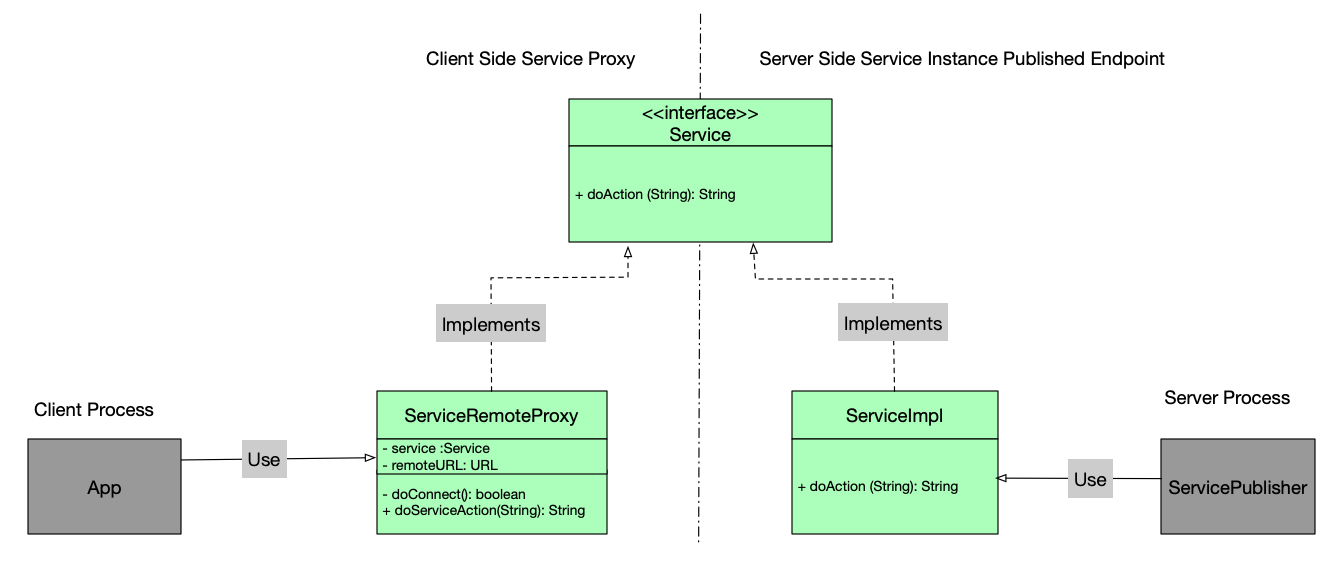 Client Side Service Proxy
Server Side Service Instance Published Endpoint
<<interface>>
Service
+ doAction (String): String
Implements
Implements
Client Process
App
Use
ServiceRemoteProxy
- service :Service
- remoteURL: URL
- doConnect(): boolean
+ doServiceAction(String): String
ServiceImpl
+ doAction (String): String
Use
Server Process
ServicePublisher